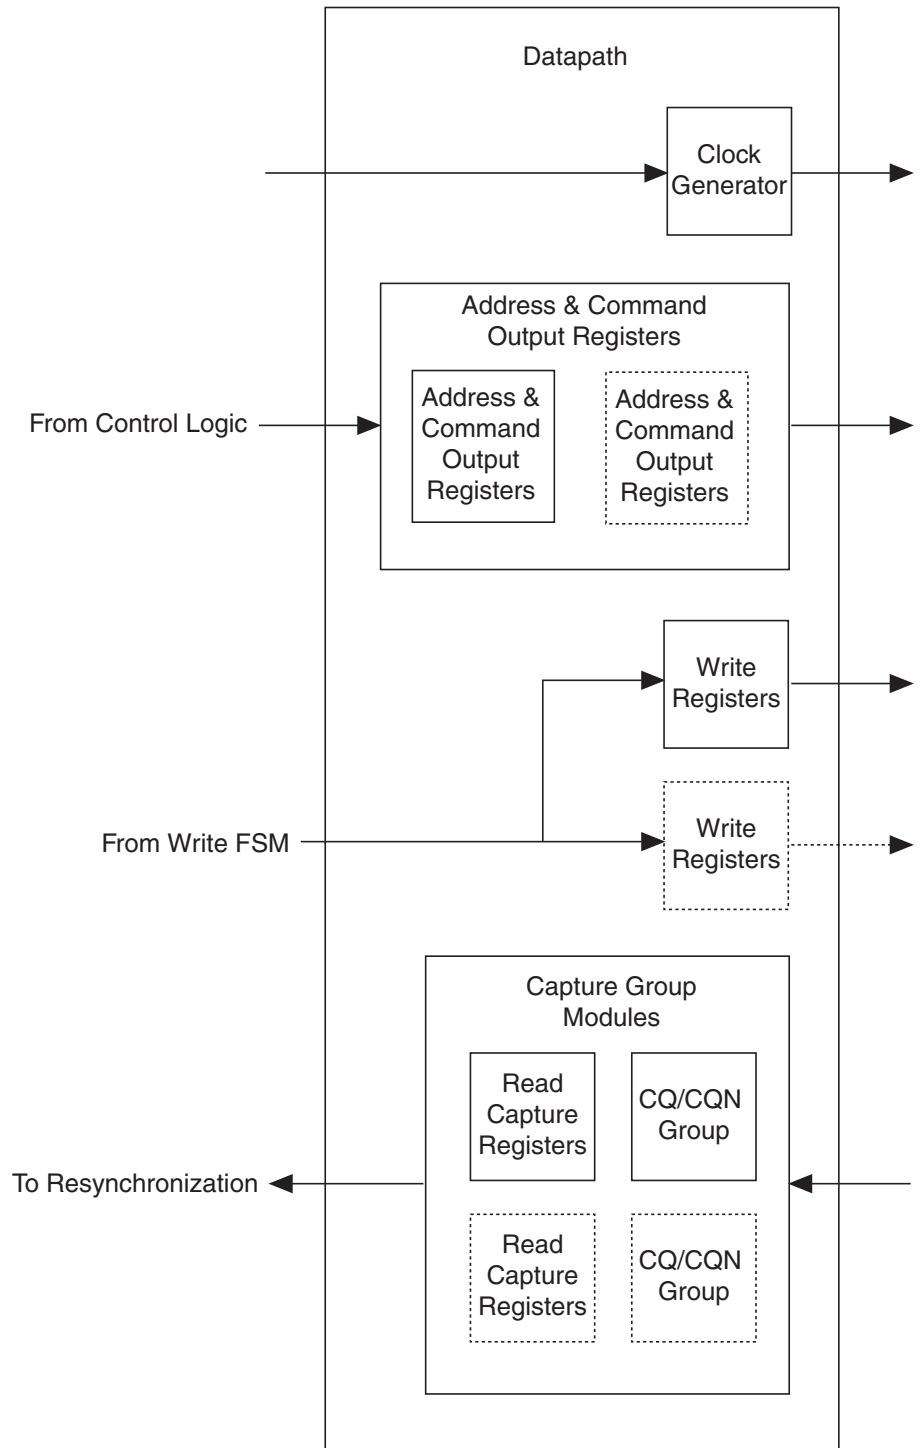 Datapath
Clock
Generator
Address & Command
Output Registers
Address &
Command
Output
Registers
Address &
Command
Output
Registers
From Control Logic
Write
Registers
From Write FSM
Write
Registers
Capture Group
Modules
Read
Capture
Registers
CQ/CQN
Group
To Resynchronization
Read
Capture
Registers
CQ/CQN
Group